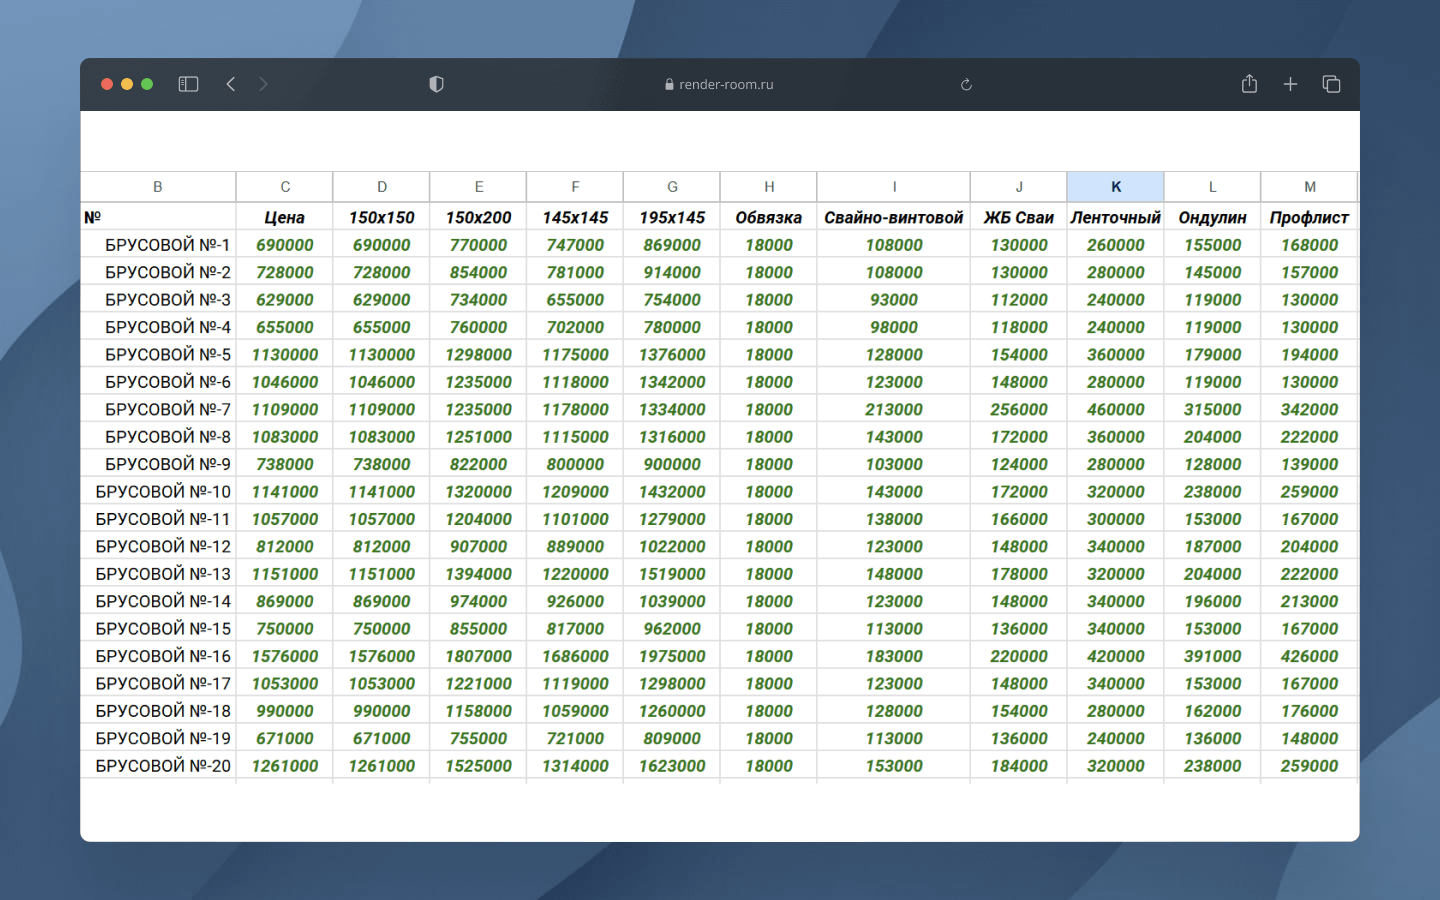 render-room.ru
B C D E F G H I J K L M
№ Цена 150x150 150x200 145x145 195x145 Обвязка Свайно-винтовой ЖБ Сваи Ленточный Ондулин Профлист
БРУСОВОЙ №-1 690000 690000 770000 747000 869000 18000 108000 130000 260000 155000 168000
БРУСОВОЙ №-2 728000 728000 854000 781000 914000 18000 108000 130000 280000 145000 157000
БРУСОВОЙ №-3 629000 629000 734000 655000 754000 18000 93000 112000 240000 119000 130000
БРУСОВОЙ №-4 655000 655000 760000 702000 780000 18000 98000 118000 240000 119000 130000
БРУСОВОЙ №-5 1130000 1130000 1298000 1175000 1376000 18000 128000 154000 360000 179000 194000
БРУСОВОЙ №-6 1046000 1046000 1235000 1118000 1342000 18000 123000 148000 280000 119000 130000
БРУСОВОЙ №-7 1109000 1109000 1235000 1178000 1334000 18000 213000 256000 460000 315000 342000
БРУСОВОЙ №-8 1083000 1083000 1251000 1115000 1316000 18000 143000 172000 360000 204000 222000
БРУСОВОЙ №-9 738000 738000 822000 800000 900000 18000 103000 124000 280000 128000 139000
БРУСОВОЙ №-10 1141000 1141000 1320000 1209000 1432000 18000 143000 172000 320000 238000 259000
БРУСОВОЙ №-11 1057000 1057000 1204000 1101000 1279000 18000 138000 166000 300000 153000 167000
БРУСОВОЙ №-12 812000 812000 907000 889000 1022000 18000 123000 148000 340000 187000 204000
БРУСОВОЙ №-13 1151000 1151000 1394000 1220000 1519000 18000 148000 178000 320000 204000 222000
БРУСОВОЙ №-14 869000 869000 974000 926000 1039000 18000 123000 148000 340000 196000 213000
БРУСОВОЙ №-15 750000 750000 855000 817000 962000 18000 113000 136000 340000 153000 167000
БРУСОВОЙ №-16 1576000 1576000 1807000 1686000 1975000 18000 183000 220000 420000 391000 426000
БРУСОВОЙ №-17 1053000 1053000 1221000 1119000 1298000 18000 123000 148000 340000 153000 167000
БРУСОВОЙ №-18 990000 990000 1158000 1059000 1260000 18000 128000 154000 280000 162000 176000
БРУСОВОЙ №-19 671000 671000 755000 721000 809000 18000 113000 136000 240000 136000 148000
БРУСОВОЙ №-20 1261000 1261000 1525000 1314000 1623000 18000 153000 184000 320000 238000 259000